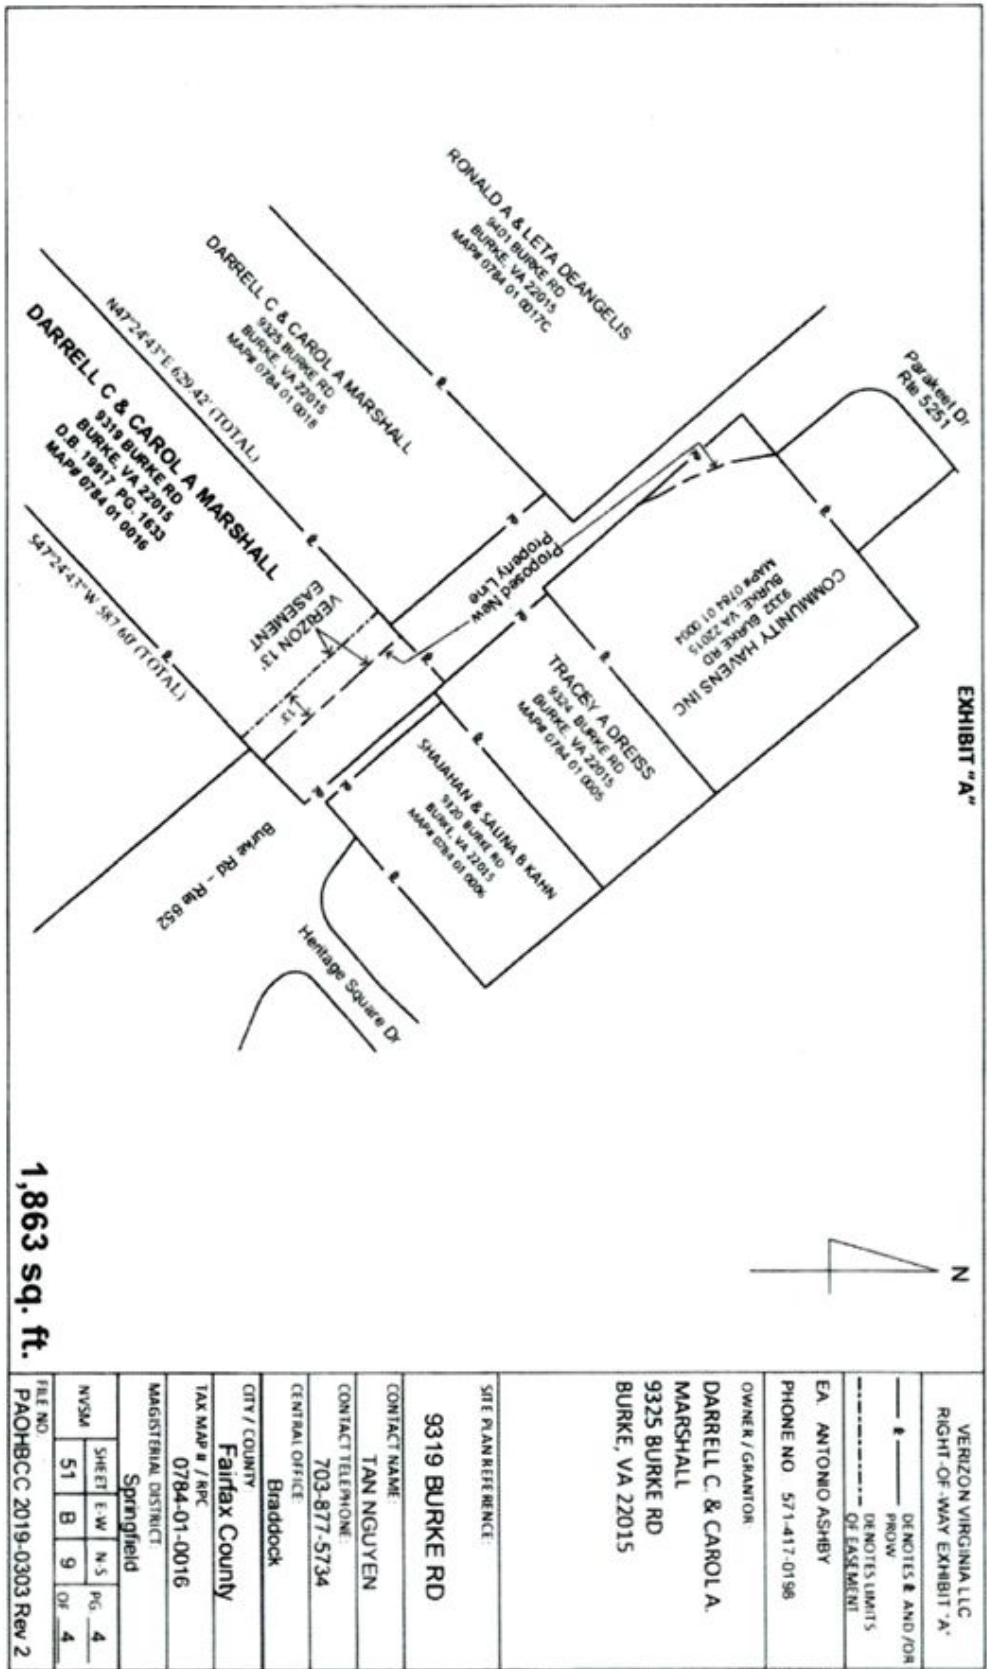 EXHIBIT "A"
N
Parakeet Dr
Rte 5251
RONALD A & LETA DEANGELIS
9401 BURKE RD
BURKE, VA 22015
MAP# 0784 01 0017C
DARRELL C & CAROL A MARSHALL
9325 BURKE RD
BURKE, VA 22015
MAP# 0784 01 0018
N47°24'43"E 629.42' (TOTAL)
DARRELL C & CAROL A MARSHALL
9319 BURKE RD
BURKE, VA 22015
D.B. 19917 PG. 1633
MAP# 0784 01 0016
S47°24'43"W 587.60' (TOTAL)
COMMUNITY HAVENS INC
9332 BURKE RD
BURKE, VA 22015
MAP# 0784 01 0004
Proposed New
Property Line
TRACEY A DREISS
9324 BURKE RD
BURKE, VA 22015
MAP# 0784 01 0005
VERIZON 13'
EASEMENT
13'
SHAJAHAN & SALINA B KAHN
9320 BURKE RD
BURKE, VA 22015
MAP# 0784 01 0006
Burke Rd - Rte 652
Heritage Square Dr
1,863 sq. ft.
VERIZON VIRGINIA LLC
RIGHT-OF-WAY EXHIBIT "A"
DENOTES ℞ AND/OR
PROW
DENOTES LIMITS
OF EASEMENT
EA. ANTONIO ASHBY
PHONE NO 571-417-0198
OWNER / GRANTOR:
DARRELL C. & CAROL A.
MARSHALL
9325 BURKE RD
BURKE, VA 22015
SITE PLAN REFERENCE:
9319 BURKE RD
CONTACT NAME:
TAN NGUYEN
CONTACT TELEPHONE:
703-877-5734
CENTRAL OFFICE:
Braddock
CITY / COUNTY
Fairfax County
TAX MAP # / RPC
0784-01-0016
MAGISTERIAL DISTRICT:
Springfield
NVSM SHEET E-W N-S PG. 4
51 B 9 OF 4
FILE NO.
PAOHBCC 2019-0303 Rev 2